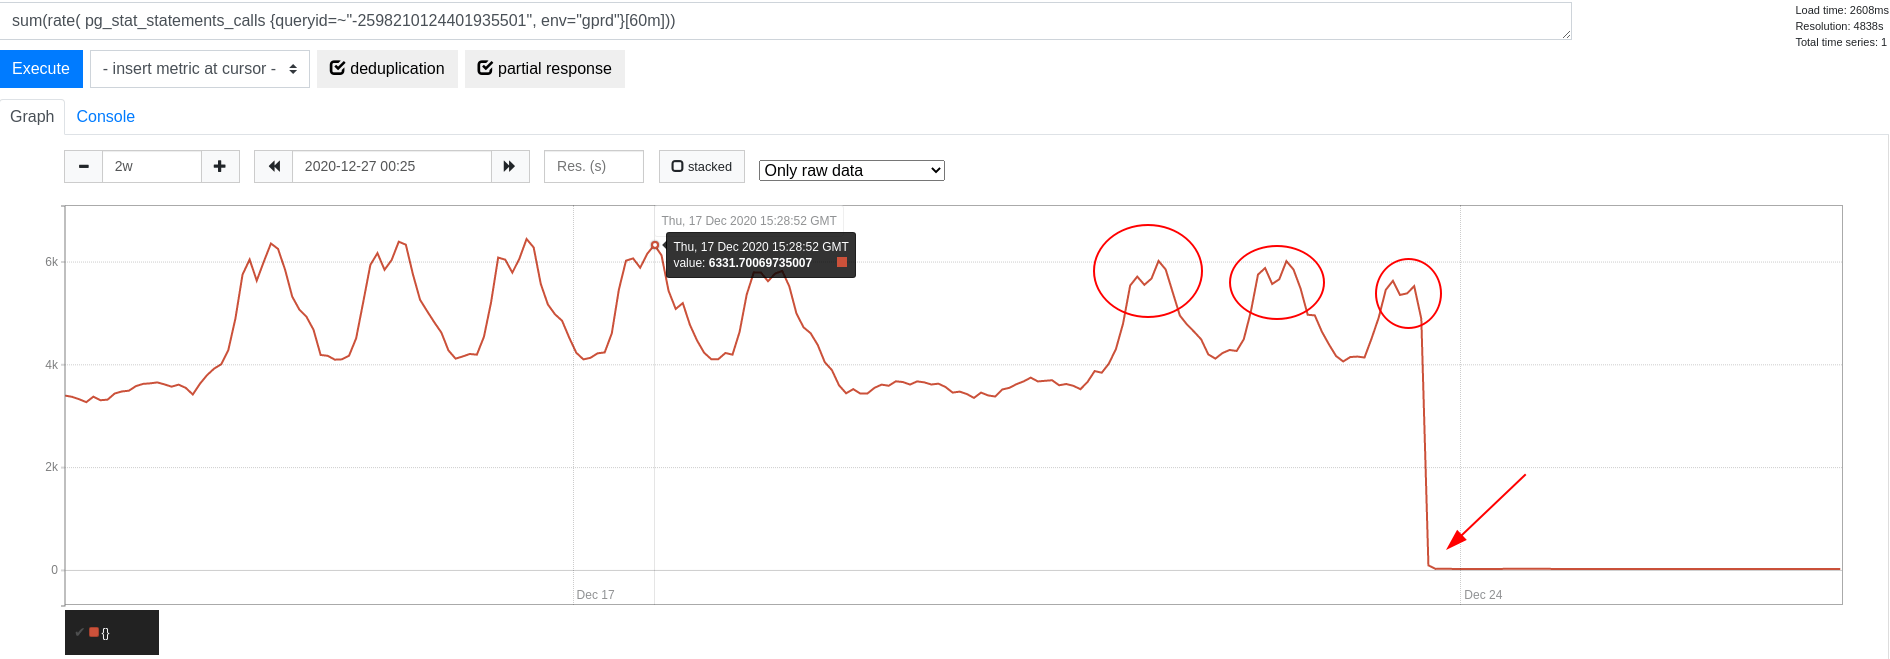 sum(rate( pg_stat_statements_calls {queryid=~"-2598210124401935501", env="gprd"}[60m]))
Load time: 2608ms
Resolution: 4838s
Total time series: 1
Execute
- insert metric at cursor -
deduplication
partial response
Graph
Console
2w
2020-12-27 00:25
Res. (s)
stacked
Only raw data
Thu, 17 Dec 2020 15:28:52 GMT
Thu, 17 Dec 2020 15:28:52 GMT
value: 6331.70069735007
6k
4k
2k
0
Dec 17
Dec 24
{}